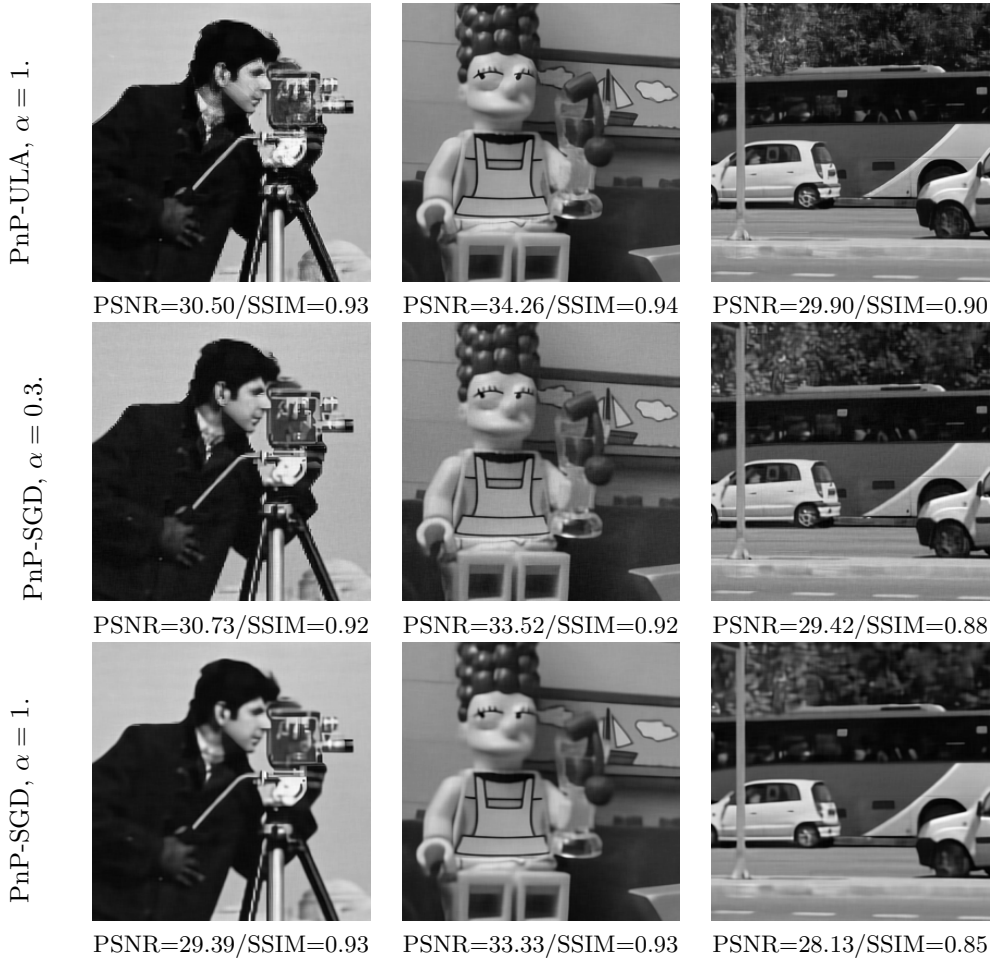 PnP-ULA, α = 1.
PSNR=30.50/SSIM=0.93 PSNR=34.26/SSIM=0.94 PSNR=29.90/SSIM=0.90
PnP-SGD, α = 0.3.
PSNR=30.73/SSIM=0.92 PSNR=33.52/SSIM=0.92 PSNR=29.42/SSIM=0.88
PnP-SGD, α = 1.
PSNR=29.39/SSIM=0.93 PSNR=33.33/SSIM=0.93 PSNR=28.13/SSIM=0.85